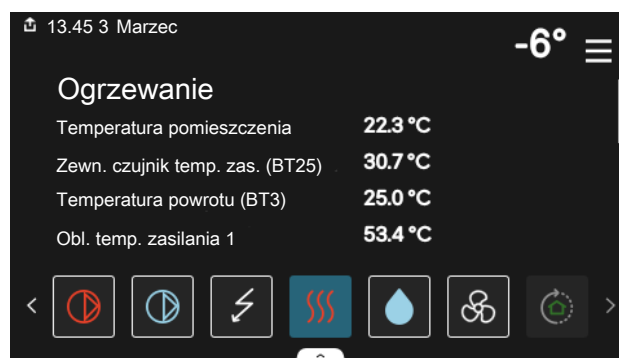 13.45 3 Marzec
-6°
Ogrzewanie
Temperatura pomieszczenia 22.3 °C
Zewn. czujnik temp. zas. (BT25) 30.7 °C
Temperatura powrotu (BT3) 25.0 °C
Obl. temp. zasilania 1 53.4 °C